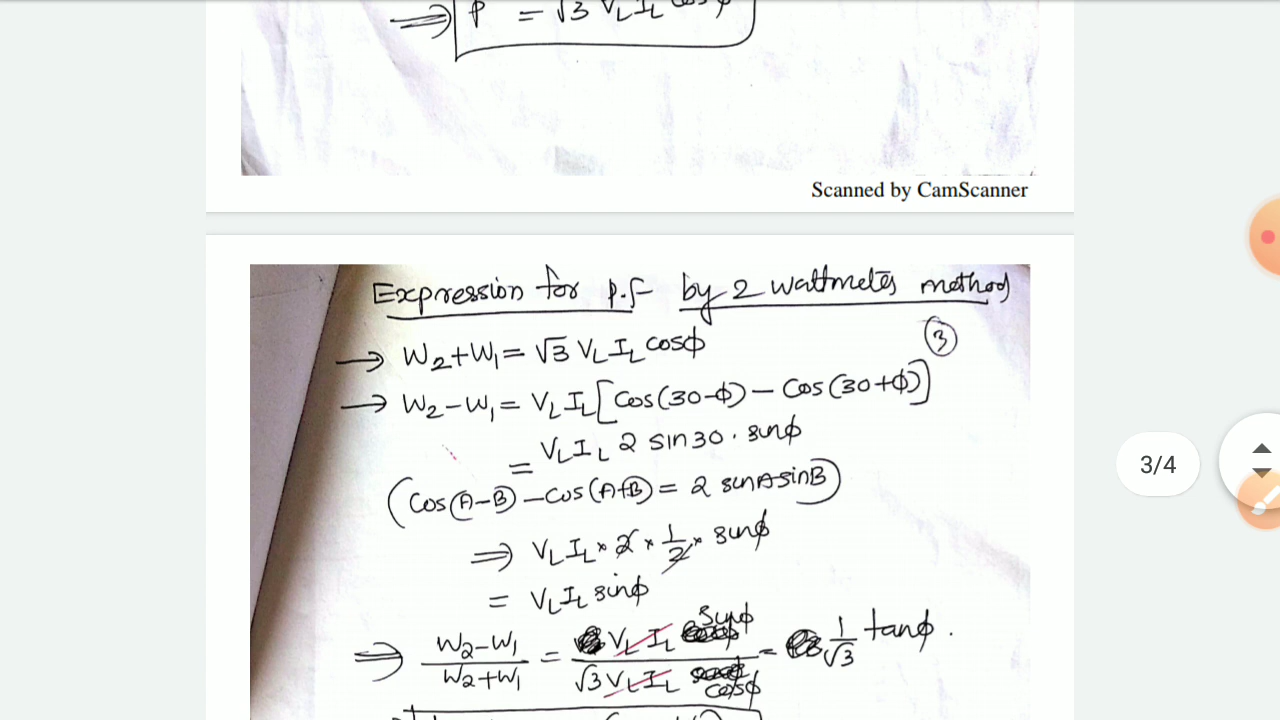 ⟹ P = √3 VL IL cos φ
Scanned by CamScanner
Expression for p.f by 2 wattmeters method
③
→ W2+W1 = √3 VL IL cosφ
→ W2-W1 = VL IL [Cos(30-φ) - Cos(30+φ)]
= VL IL 2 sin30 . sinφ
(Cos(A-B) - Cos(A+B) = 2 sinA sinB)
⟹ VL IL × 2 × 1/2 × sinφ
= VL IL sinφ
⟹ W2-W1/W2+W1 = VL IL sinφ/√3 VL IL cosφ = 1/√3 tanφ.
3/4